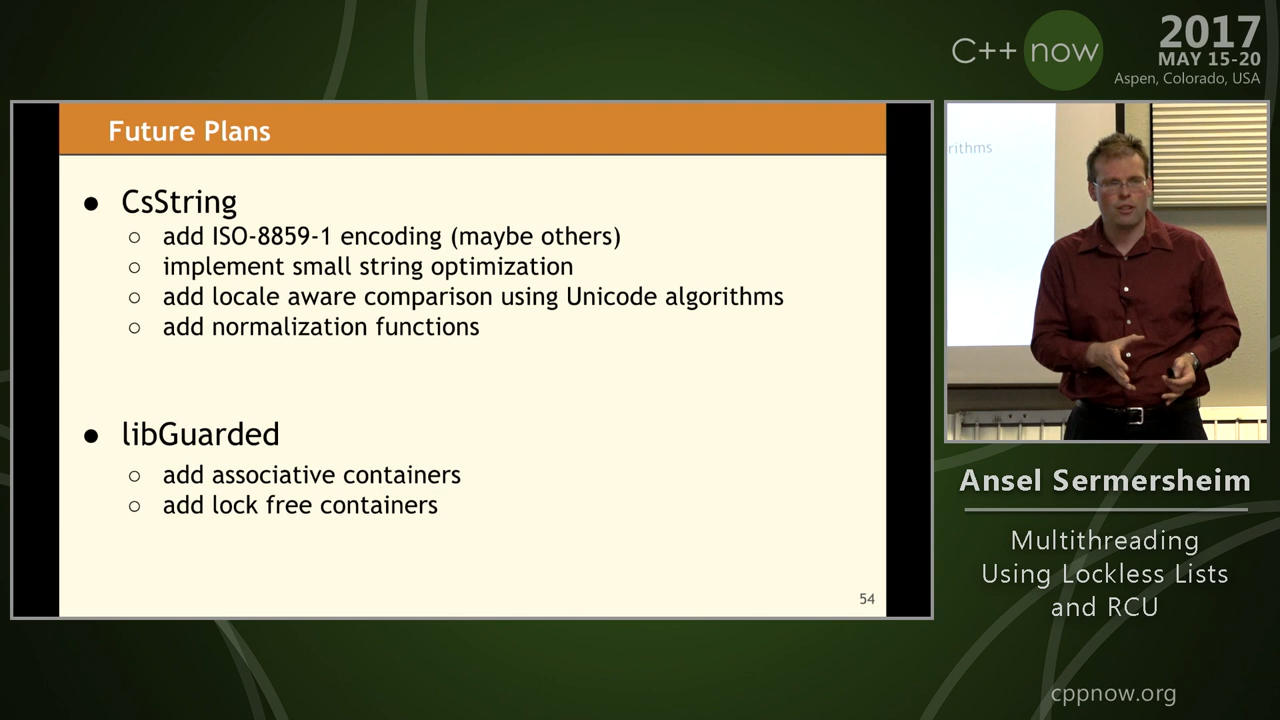 C++ now
2017
MAY 15-20
Aspen, Colorado, USA
Future Plans
● CsString
○ add ISO-8859-1 encoding (maybe others)
○ implement small string optimization
○ add locale aware comparison using Unicode algorithms
○ add normalization functions
● libGuarded
○ add associative containers
○ add lock free containers
54
rithms
Ansel Sermersheim
Multithreading
Using Lockless Lists
and RCU
cppnow.org